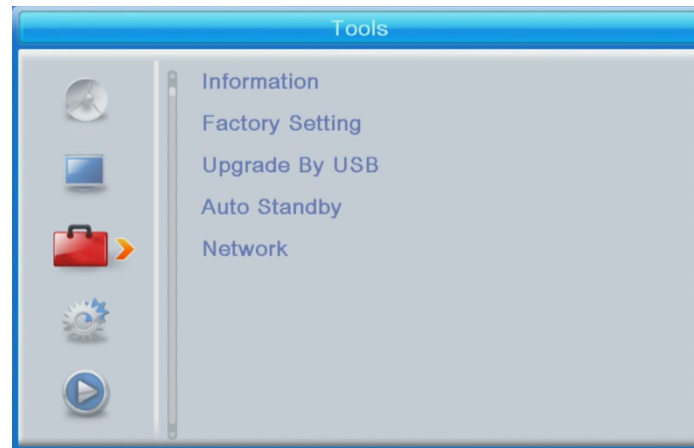 Tools
Information
Factory Setting
Upgrade By USB
Auto Standby
Network